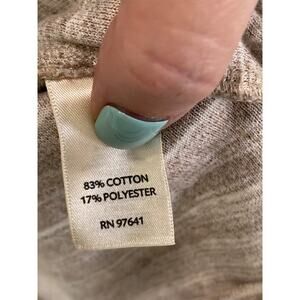 83% COTTON
17% POLYESTER
RN 97641